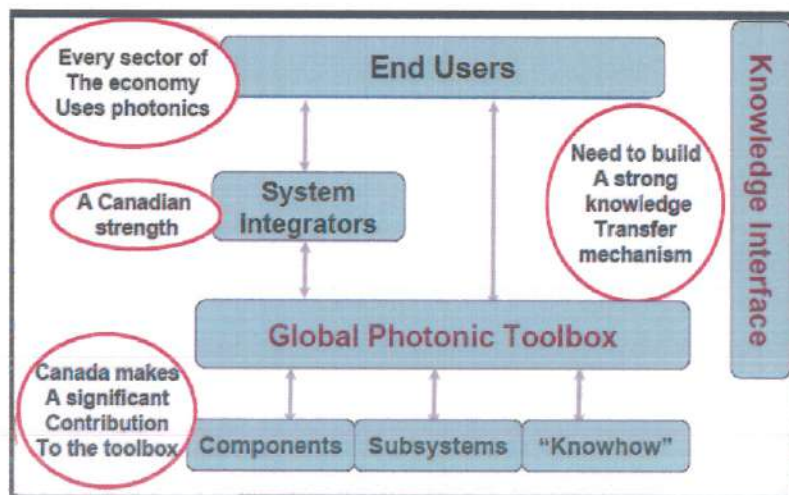 Every sector of
The economy
Uses photonics
End Users
Knowledge Interface
Need to build
A strong
knowledge
Transfer
mechanism
A Canadian
strength
System
Integrators
Global Photonic Toolbox
Canada makes
A significant
Contribution
To the toolbox
Components
Subsystems
“Knowhow”